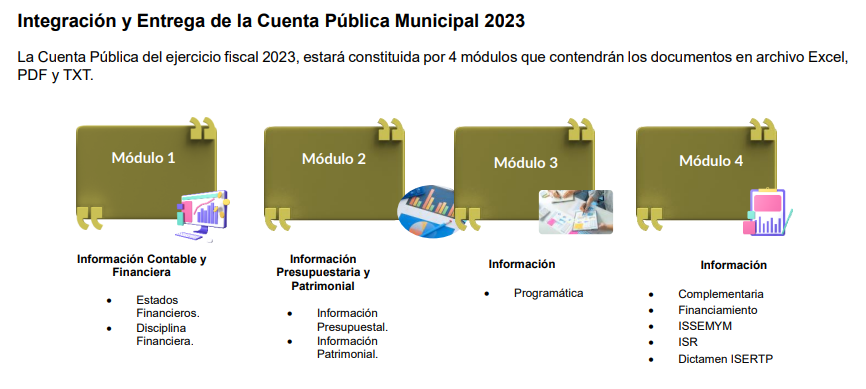 Integración y Entrega de la Cuenta Pública Municipal 2023
La Cuenta Pública del ejercicio fiscal 2023, estará constituida por 4 módulos que contendrán los documentos en archivo Excel,
PDF y TXT.
Módulo 1
Módulo 2
Módulo 3
Módulo 4
Información Contable y
Financiera
• Estados
Financieros.
• Disciplina
Financiera.
Información
Presupuestaria y
Patrimonial
• Información
Presupuestal.
• Información
Patrimonial.
Información
• Programática
Información
• Complementaria
• Financiamiento
• ISSEMYM
• ISR
• Dictamen ISERTP